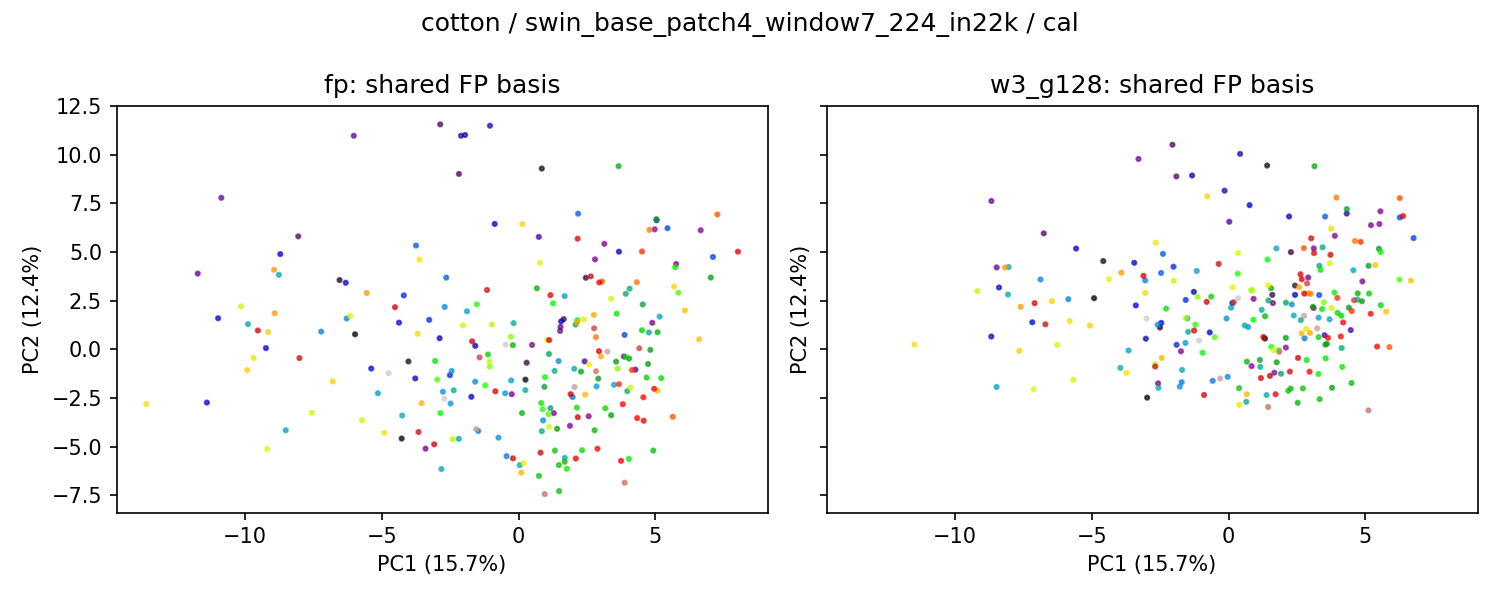 cotton / swin_base_patch4_window7_224_in22k / cal
fp: shared FP basis
w3_g128: shared FP basis
12.5
10.0
7.5
5.0
2.5
0.0
−2.5
−5.0
−7.5
PC2 (12.4%)
PC2 (12.4%)
−10
−5
0
5
−10
−5
0
5
PC1 (15.7%)
PC1 (15.7%)